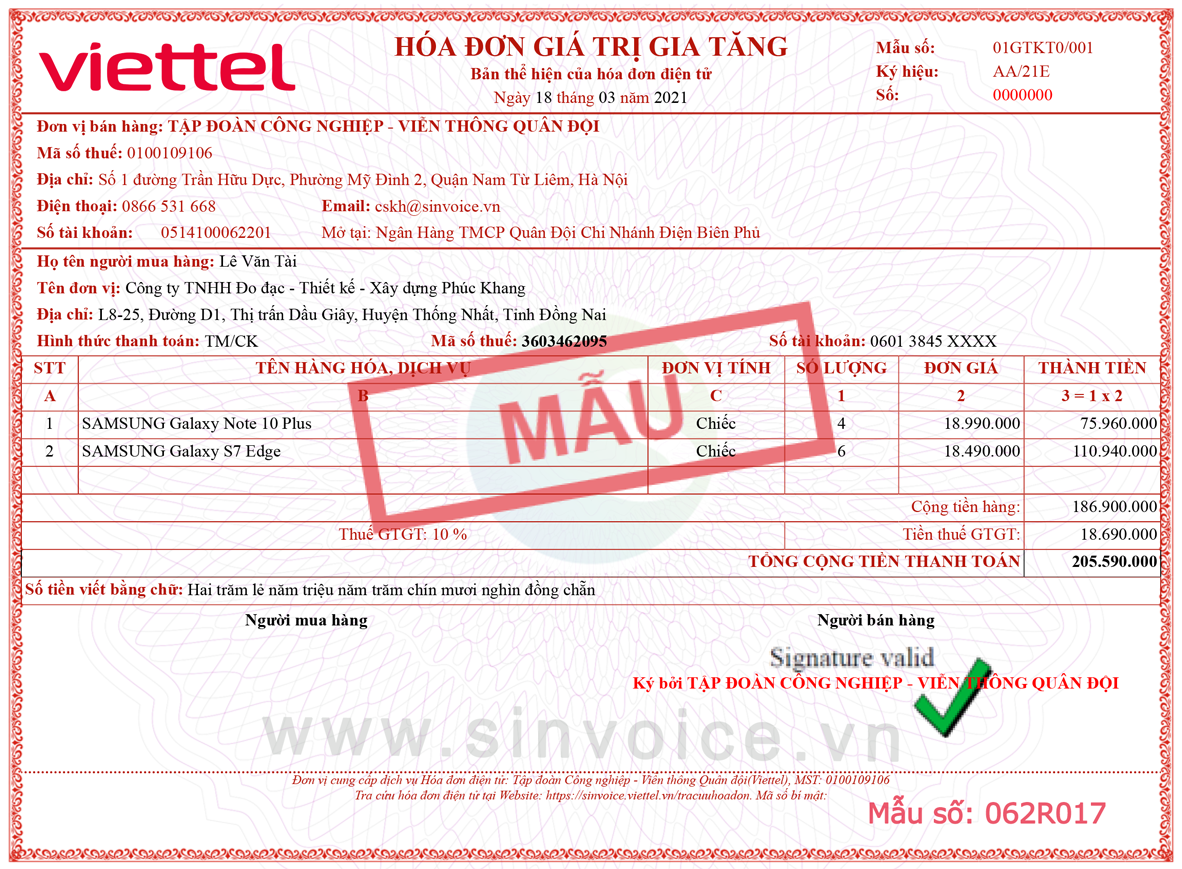 viettel
HÓA ĐƠN GIÁ TRỊ GIA TĂNG
Bản thể hiện của hóa đơn điện tử
Ngày 18 tháng 03 năm 2021
Mẫu số: 01GTKT0/001
Ký hiệu: AA/21E
Số: 0000000
Đơn vị bán hàng: TẬP ĐOÀN CÔNG NGHIỆP - VIỄN THÔNG QUÂN ĐỘI
Mã số thuế: 0100109106
Địa chỉ: Số 1 đường Trần Hữu Dực, Phường Mỹ Đình 2, Quận Nam Từ Liêm, Hà Nội
Điện thoại: 0866 531 668 Email: cskh@sinvoice.vn
Số tài khoản: 0514100062201 Mở tại: Ngân Hàng TMCP Quân Đội Chi Nhánh Điện Biên Phủ
Họ tên người mua hàng: Lê Văn Tài
Tên đơn vị: Công ty TNHH Đo đạc - Thiết kế - Xây dựng Phúc Khang
Địa chỉ: L8-25, Đường D1, Thị trấn Dầu Giây, Huyện Thống Nhất, Tỉnh Đồng Nai
Hình thức thanh toán: TM/CK Mã số thuế: 3603462095 Số tài khoản: 0601 3845 XXXX
STT TÊN HÀNG HÓA, DỊCH VỤ ĐƠN VỊ TÍNH SỐ LƯỢNG ĐƠN GIÁ THÀNH TIỀN
A B C 1 2 3 = 1 x 2
1 SAMSUNG Galaxy Note 10 Plus Chiếc 4 18.990.000 75.960.000
2 SAMSUNG Galaxy S7 Edge Chiếc 6 18.490.000 110.940.000
MẪU
Cộng tiền hàng: 186.900.000
Thuế GTGT: 10 % Tiền thuế GTGT: 18.690.000
TỔNG CỘNG TIỀN THANH TOÁN 205.590.000
Số tiền viết bằng chữ: Hai trăm lẻ năm triệu năm trăm chín mươi nghìn đồng chẵn
Người mua hàng Người bán hàng
Signature valid
Ký bởi TẬP ĐOÀN CÔNG NGHIỆP - VIỄN THÔNG QUÂN ĐỘI
www.sinvoice.vn
Đơn vị cung cấp dịch vụ Hóa đơn điện tử: Tập đoàn Công nghiệp - Viễn thông Quân đội(Viettel), MST: 0100109106
Tra cứu hóa đơn điện tử tại Website: https://sinvoice.viettel.vn/tracuuhoadon. Mã số bí mật:
Mẫu số: 062R017